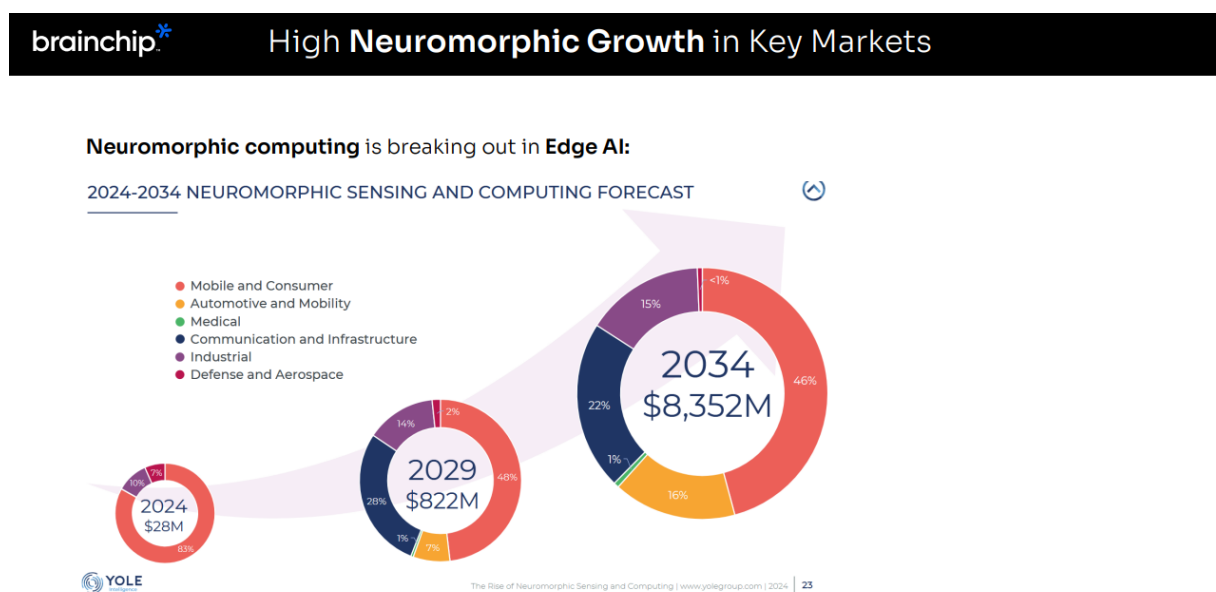 brainchip
High Neuromorphic Growth in Key Markets
Neuromorphic computing is breaking out in Edge AI:
2024-2034 NEUROMORPHIC SENSING AND COMPUTING FORECAST
Mobile and Consumer
Automotive and Mobility
Medical
Communication and Infrastructure
Industrial
Defense and Aerospace
7%
10%
2024
$28M
83%
2%
14%
2029
$822M
48%
28%
1%
7%
<1%
15%
2034
$8,352M
46%
22%
1%
16%
YOLE
Intelligence
The Rise of Neuromorphic Sensing and Computing | www.yolegroup.com | 2024 | 23